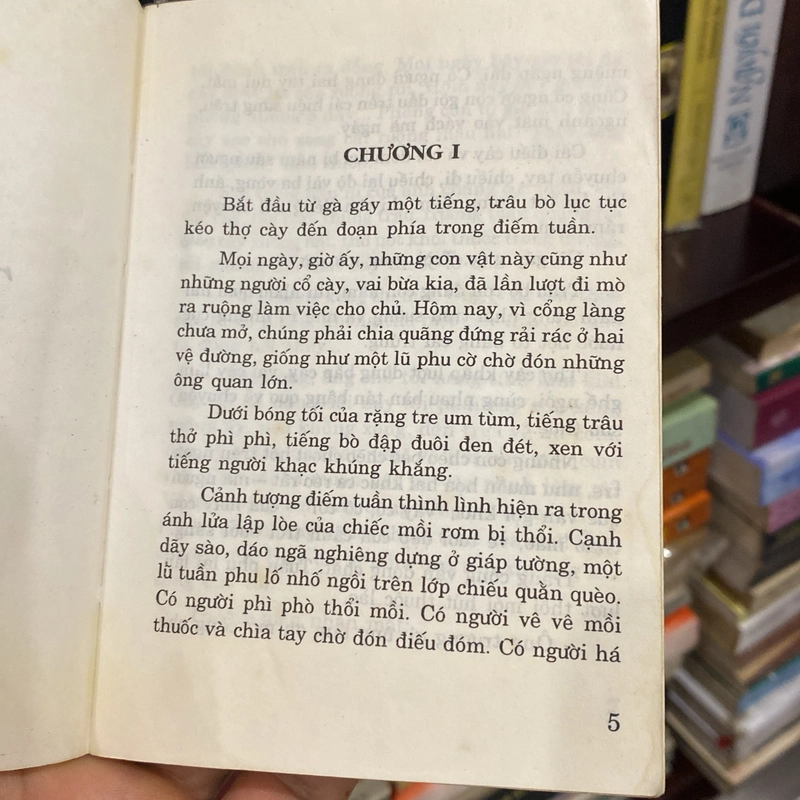 CHƯƠNG I
Bắt đầu từ gà gáy một tiếng, trâu bò lục tục
kéo thợ cày đến đoạn phía trong điếm tuần.
Mọi ngày, giờ ấy, những con vật này cũng như
những người cổ cày, vai bừa kia, đã lần lượt đi mò
ra ruộng làm việc cho chủ. Hôm nay, vì cổng làng
chưa mở, chúng phải chia quãng đứng rải rác ở hai
vệ đường, giống như một lũ phu cờ chờ đón những
ông quan lớn.
Dưới bóng tối của rặng tre um tùm, tiếng trâu
thở phì phì, tiếng bò đập đuôi đen đét, xen với
tiếng người khạc khúng khắng.
Cảnh tượng điếm tuần thình lình hiện ra trong
ánh lửa lập lòe của chiếc mồi rơm bị thổi. Cạnh
dãy sào, dáo ngã nghiêng dựng ở giáp tường, một
lũ tuần phu lố nhố ngồi trên lớp chiếu quằn quèo.
Có người phì phò thổi mồi. Có người vê vê mồi
thuốc và chìa tay chờ đón điếu đóm. Có người há
5
NGƯỜI D